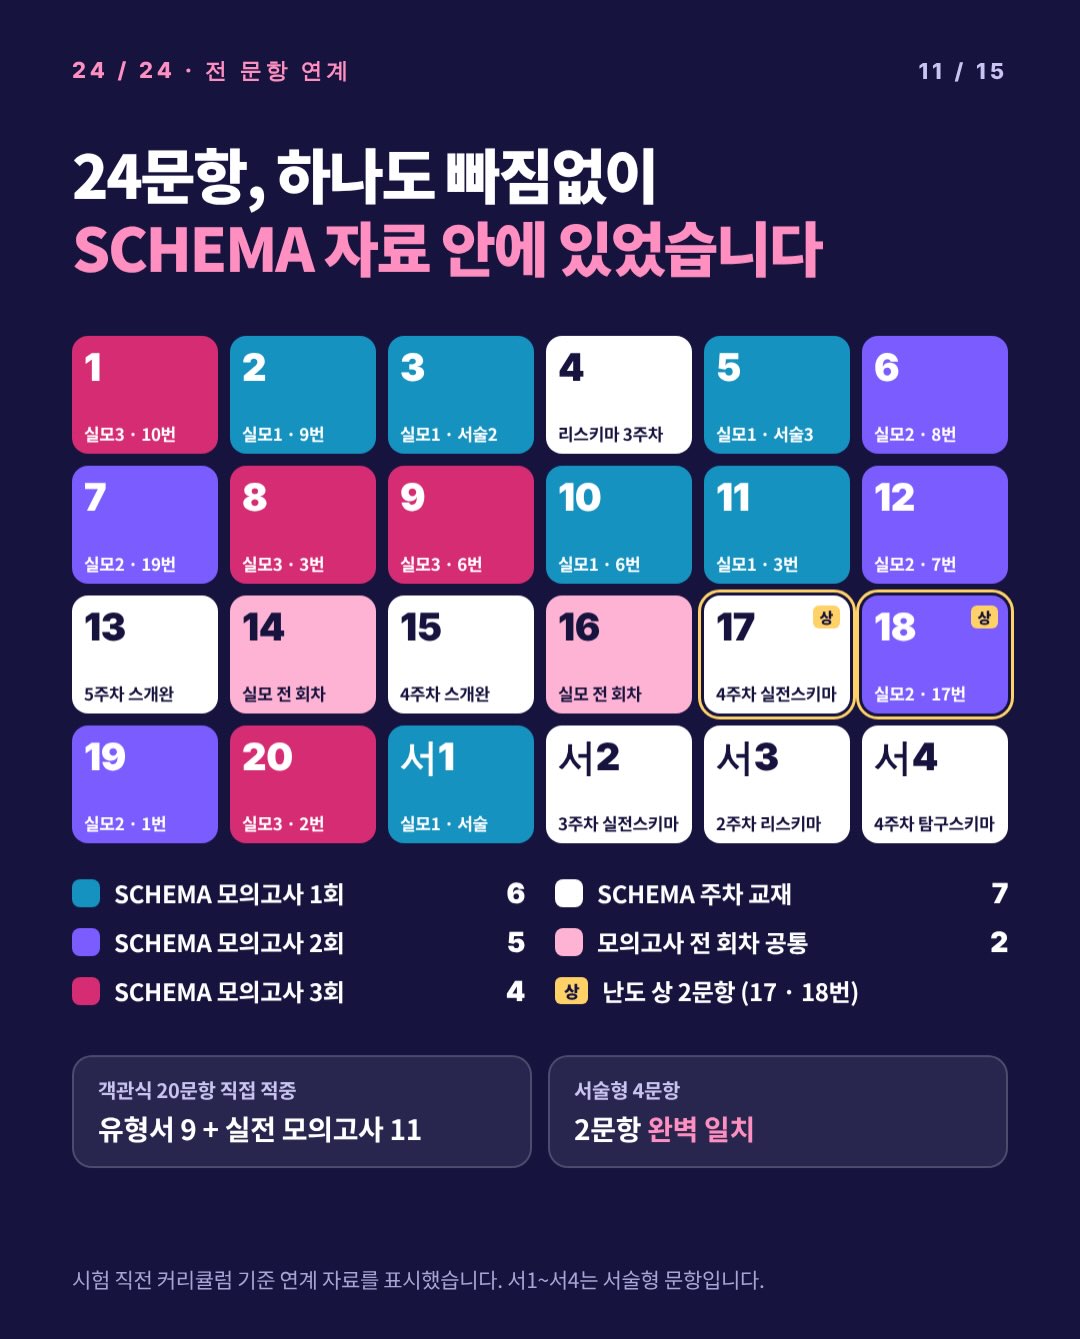 24 / 24 · 전 문항 연계
11 / 15
24문항, 하나도 빠짐없이
SCHEMA 자료 안에 있었습니다
1
실모3 · 10번
2
실모1 · 9번
3
실모1 · 서술2
4
리스키마 3주차
5
실모1 · 서술3
6
실모2 · 8번
7
실모2 · 19번
8
실모3 · 3번
9
실모3 · 6번
10
실모1 · 6번
11
실모1 · 3번
12
실모2 · 7번
13
5주차 스개완
14
실모 전 회차
15
4주차 스개완
16
실모 전 회차
17 상
4주차 실전스키마
18 상
실모2 · 17번
19
실모2 · 1번
20
실모3 · 2번
서1
실모1 · 서술
서2
3주차 실전스키마
서3
2주차 리스키마
서4
4주차 탐구스키마
SCHEMA 모의고사 1회 6
SCHEMA 주차 교재 7
SCHEMA 모의고사 2회 5
모의고사 전 회차 공통 2
SCHEMA 모의고사 3회 4
상 난도 상 2문항 (17 · 18번)
객관식 20문항 직접 적중
유형서 9 + 실전 모의고사 11
서술형 4문항
2문항 완벽 일치
시험 직전 커리큘럼 기준 연계 자료를 표시했습니다. 서1~서4는 서술형 문항입니다.